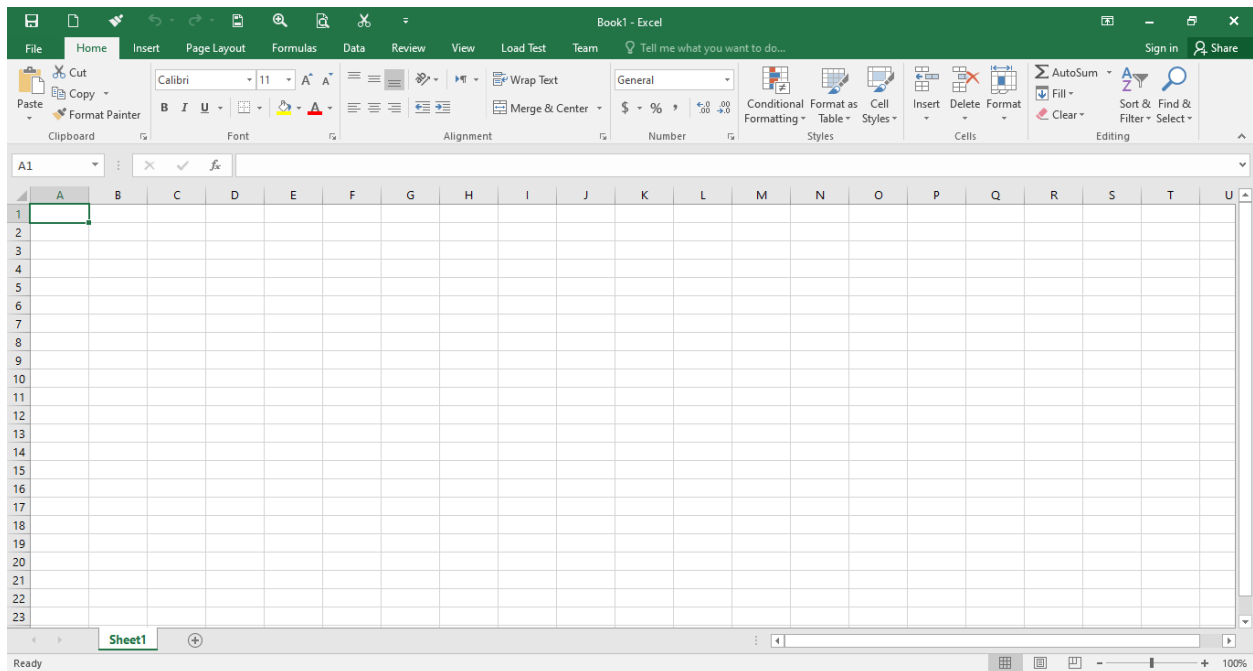 Book1 - Excel
File Home Insert Page Layout Formulas Data Review View Load Test Team Tell me what you want to do... Sign in Share
Paste
Cut
Copy
Format Painter
Clipboard
Calibri 11
B I U A
Font
Wrap Text
Merge & Center
Alignment
General
$ % , .00 .0
Number
Conditional Formatting
Format as Table
Cell Styles
Styles
Insert Delete Format
Cells
AutoSum
Fill
Clear
Sort & Filter
Find & Select
Editing
A1 fx
A B C D E F G H I J K L M N O P Q R S T U
1
2
3
4
5
6
7
8
9
10
11
12
13
14
15
16
17
18
19
20
21
22
23
Sheet1
Ready 100%